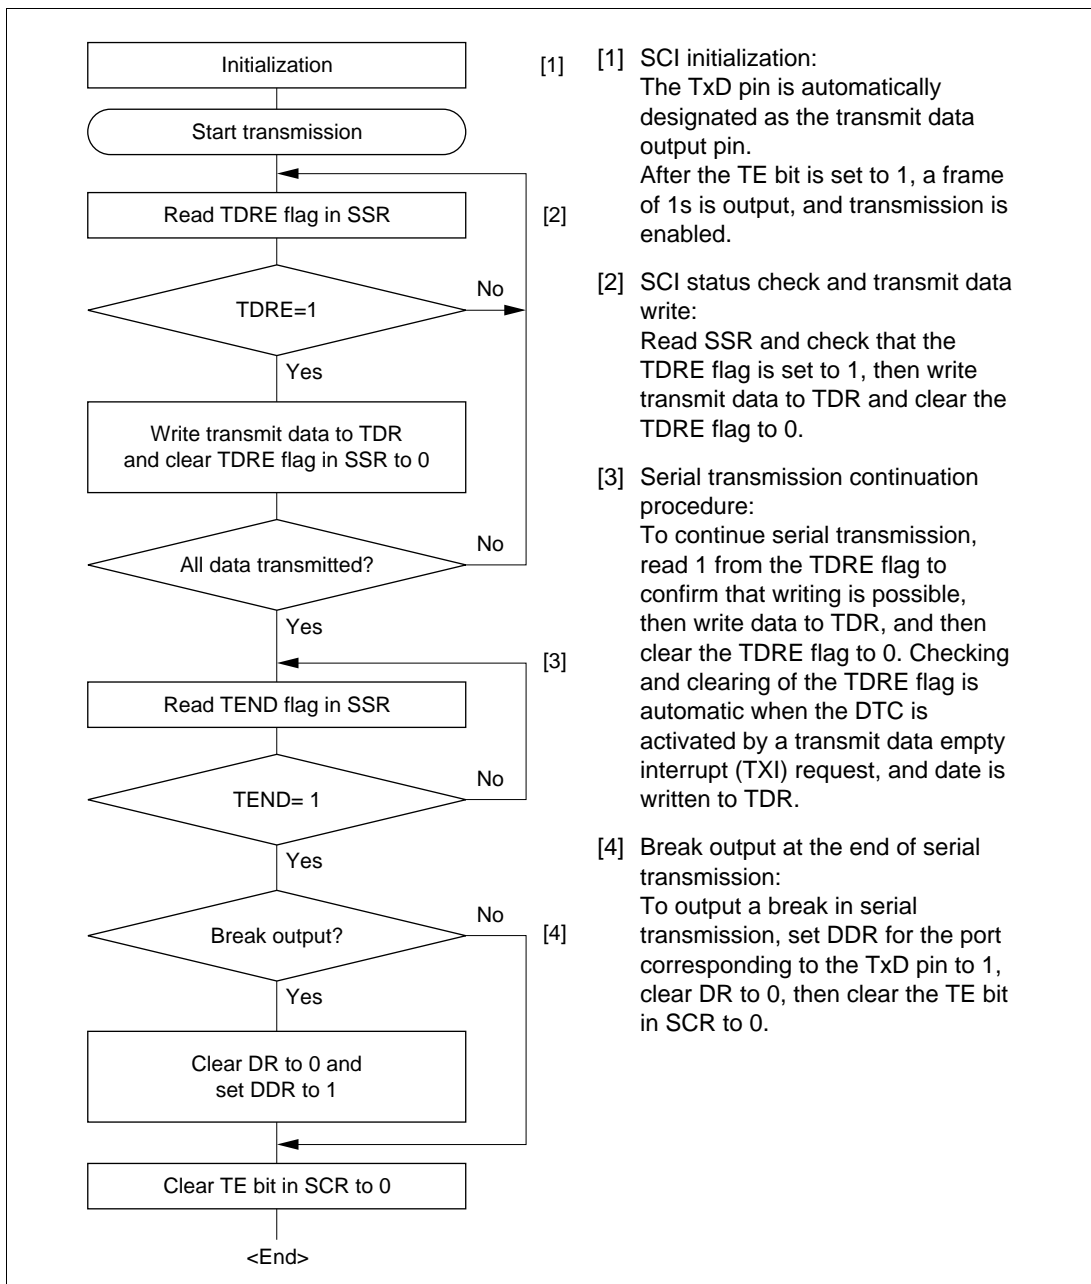 Initialization
[1]
Start transmission
Read TDRE flag in SSR
[2]
TDRE=1
No
Yes
Write transmit data to TDR
and clear TDRE flag in SSR to 0
All data transmitted?
No
Yes
[3]
Read TEND flag in SSR
TEND= 1
No
Yes
Break output?
No
[4]
Yes
Clear DR to 0 and
set DDR to 1
Clear TE bit in SCR to 0
<End>
[1] SCI initialization:
The TxD pin is automatically
designated as the transmit data
output pin.
After the TE bit is set to 1, a frame
of 1s is output, and transmission is
enabled.
[2] SCI status check and transmit data
write:
Read SSR and check that the
TDRE flag is set to 1, then write
transmit data to TDR and clear the
TDRE flag to 0.
[3] Serial transmission continuation
procedure:
To continue serial transmission,
read 1 from the TDRE flag to
confirm that writing is possible,
then write data to TDR, and then
clear the TDRE flag to 0. Checking
and clearing of the TDRE flag is
automatic when the DTC is
activated by a transmit data empty
interrupt (TXI) request, and date is
written to TDR.
[4] Break output at the end of serial
transmission:
To output a break in serial
transmission, set DDR for the port
corresponding to the TxD pin to 1,
clear DR to 0, then clear the TE bit
in SCR to 0.